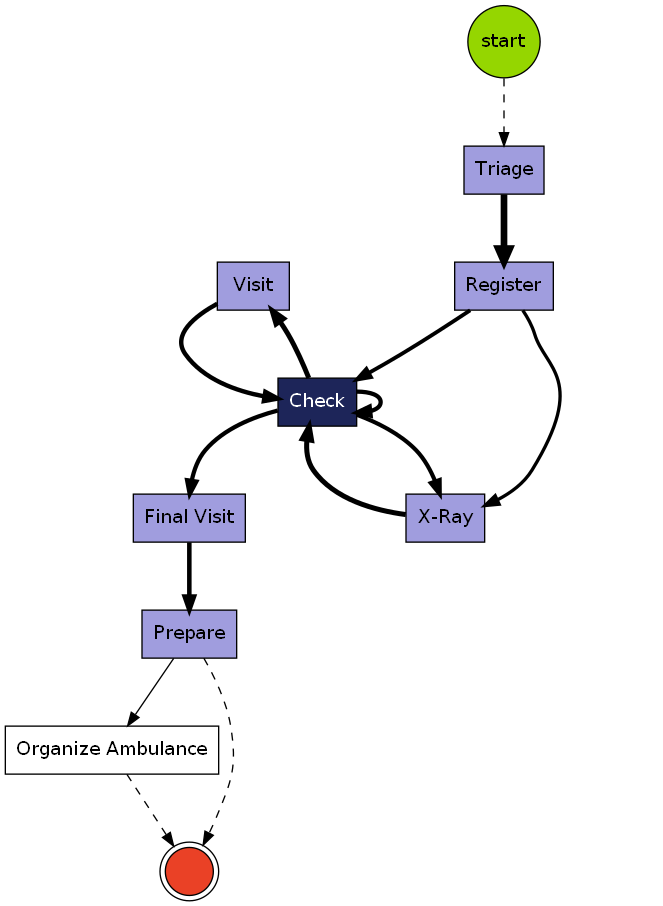 start
Triage
Visit
Register
Check
Final Visit
X-Ray
Prepare
Organize Ambulance